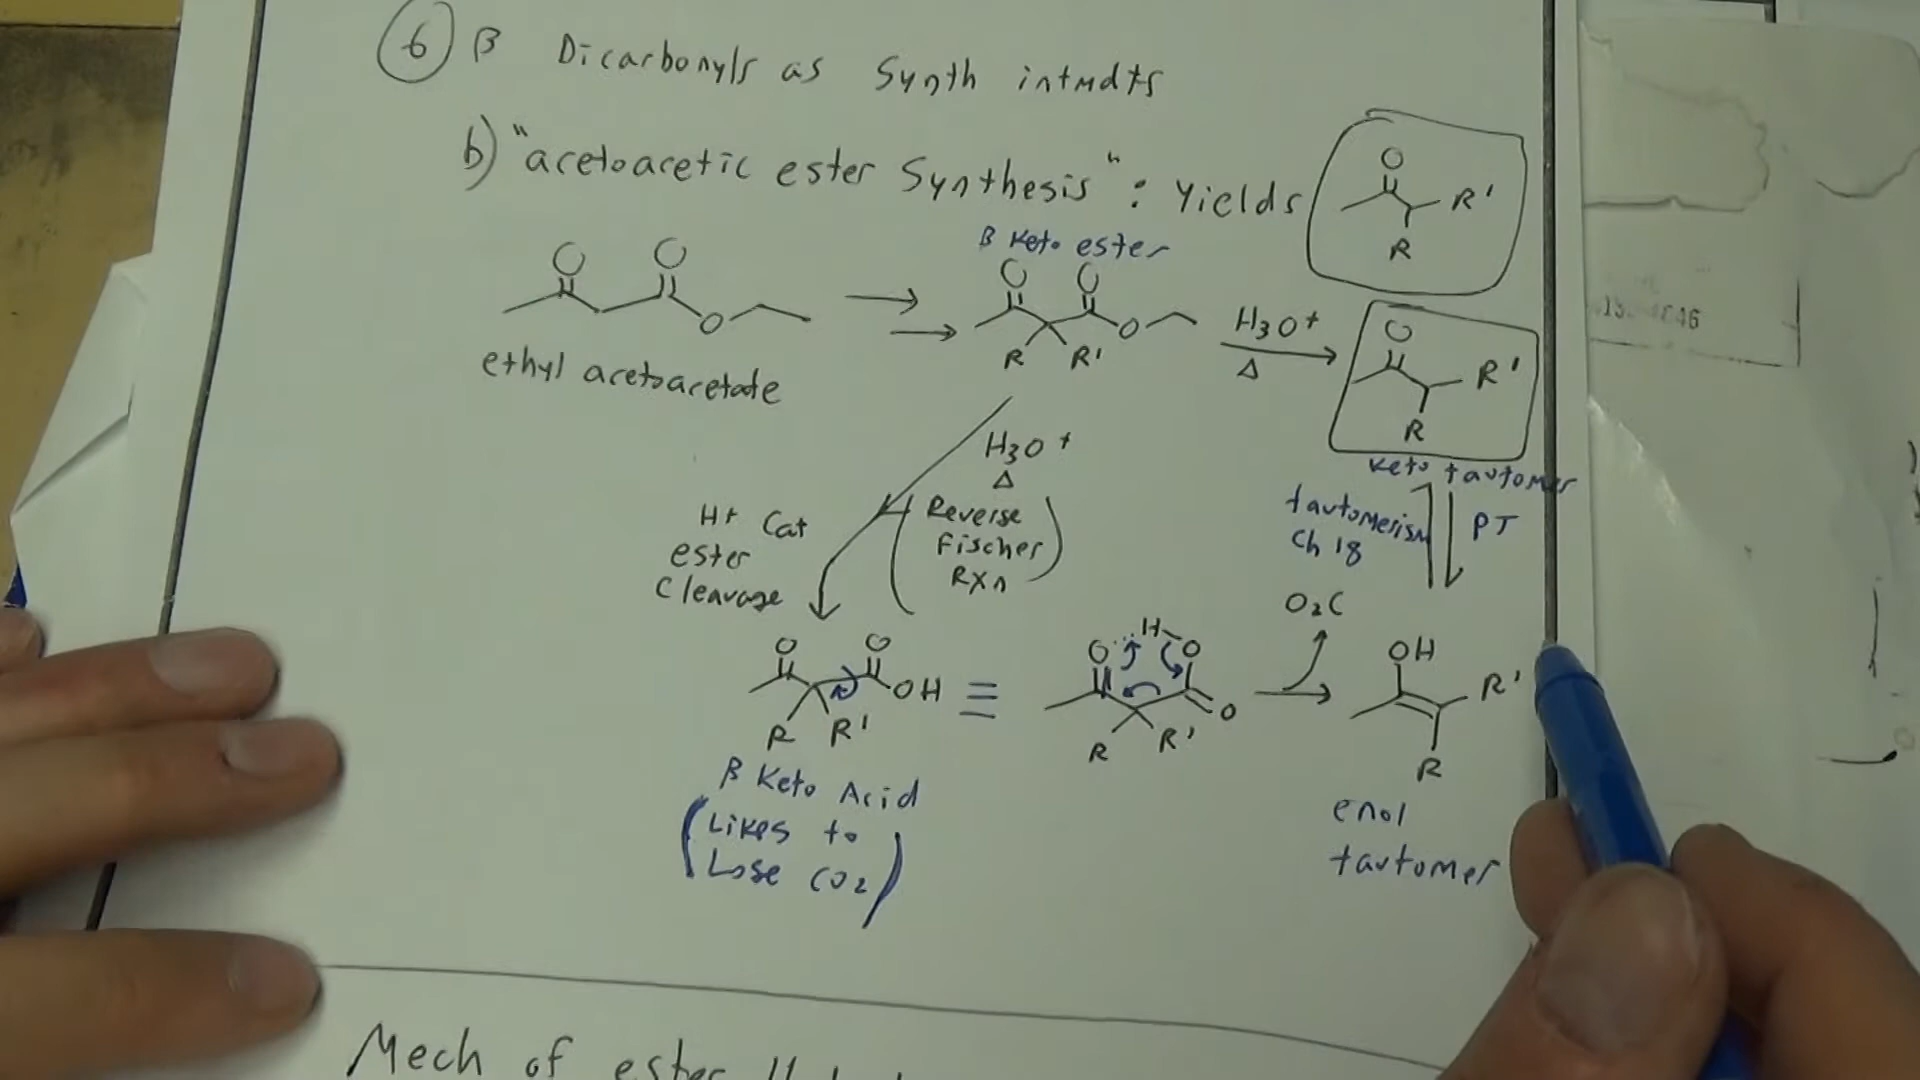 6 β Dicarbonyls as Synth intmdts
b) "acetoacetic ester Synthesis" : Yields
O
R'
R
β Keto ester
O O
O
ethyl acetoacetate
O O
O
R R'
H3O+
Δ
O
R'
R
keto tautomer
H3O+
Δ
(Reverse
Fischer
Rxn)
H+ Cat
ester
Cleavage
tautomerism
Ch 18
PT
O O
OH
R R'
β Keto Acid
(Likes to
Lose CO2)
≡
O H O
O
R R'
O2C
OH
R'
R
enol
tautomer
Mech of ester